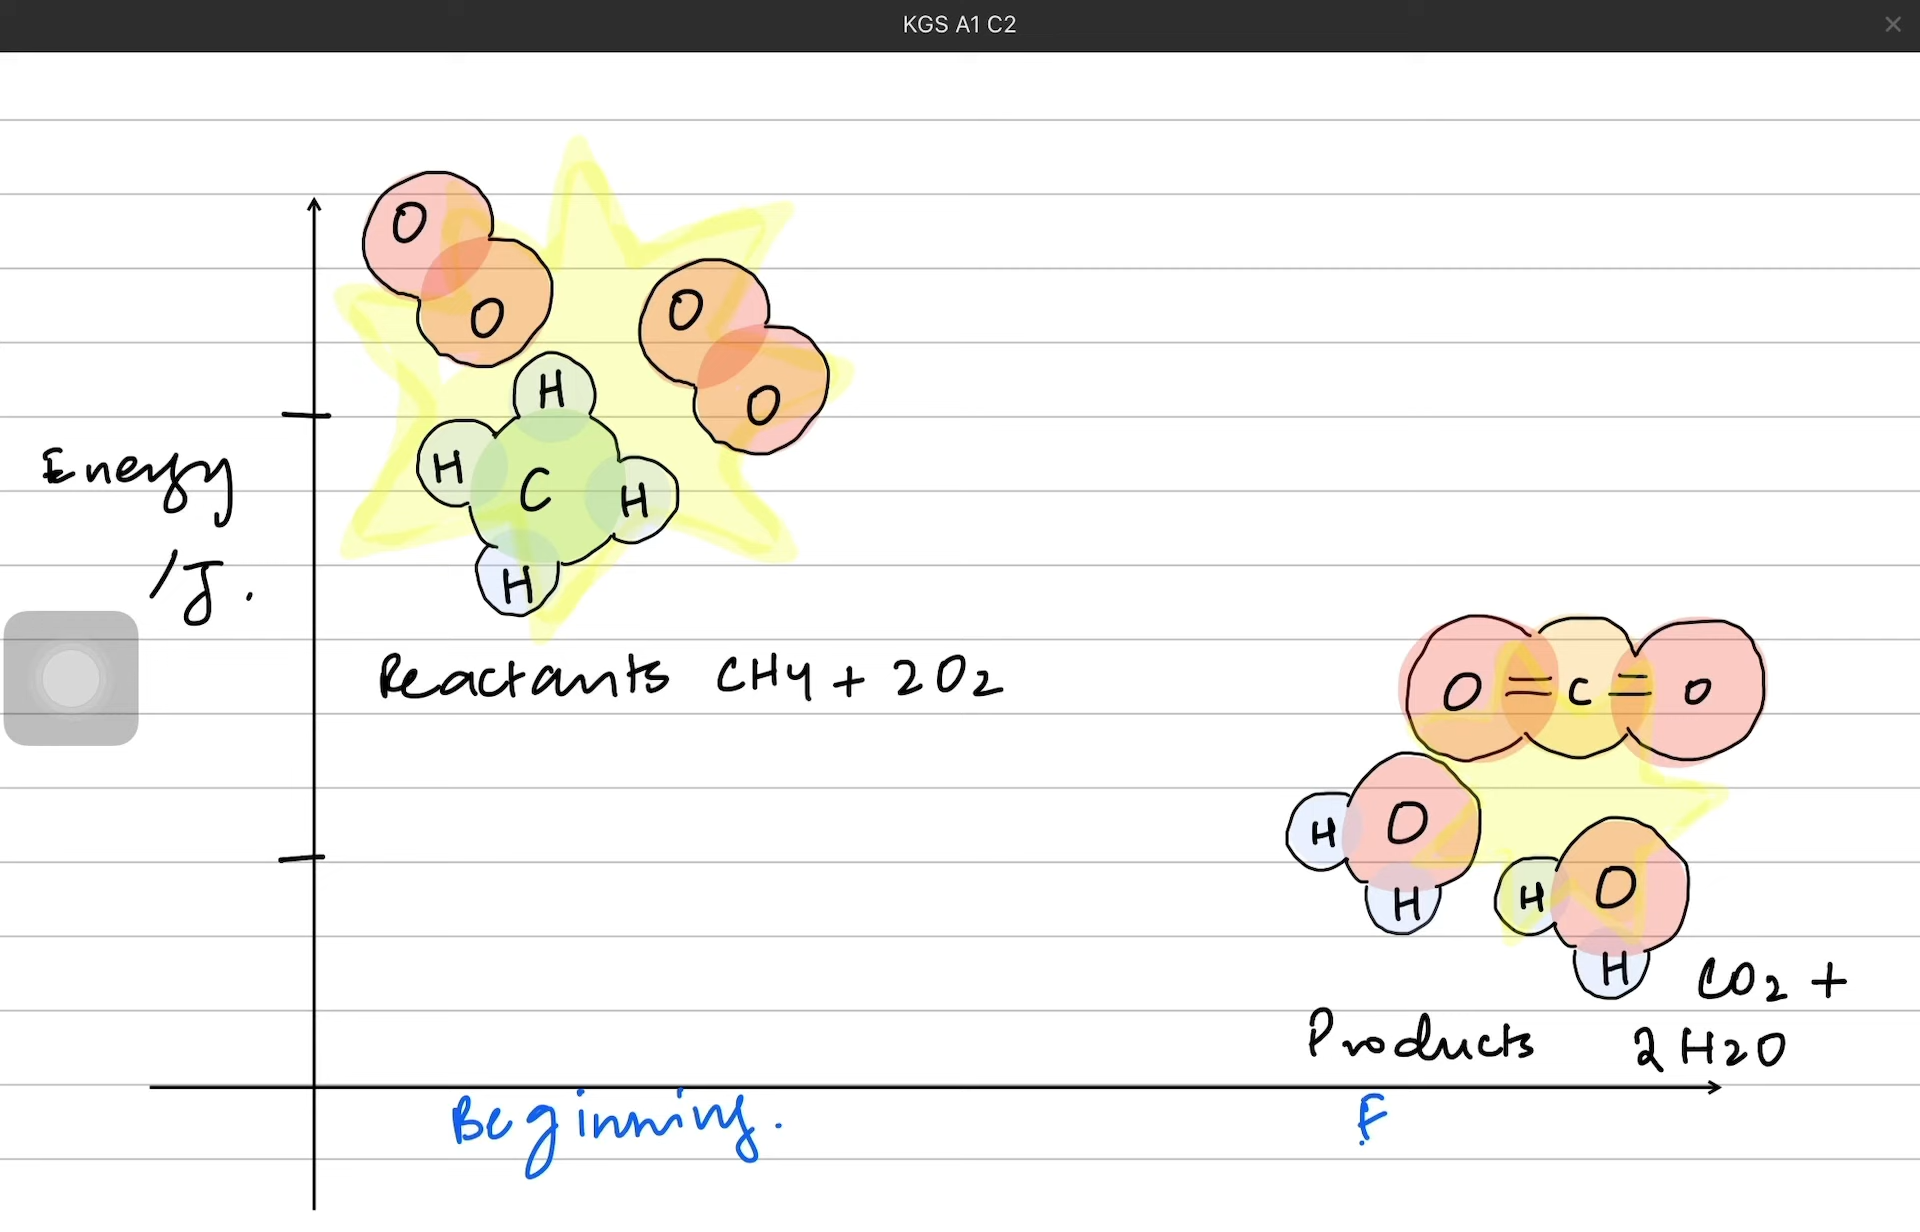 KGS A1 C2
O
O
O
O
H
H
C
H
H
Energy
/J.
Reactants CH4 + 2O2
O = C = O
H
O
H
H
O
H
CO2 +
Products 2H2O
Beginning.
F